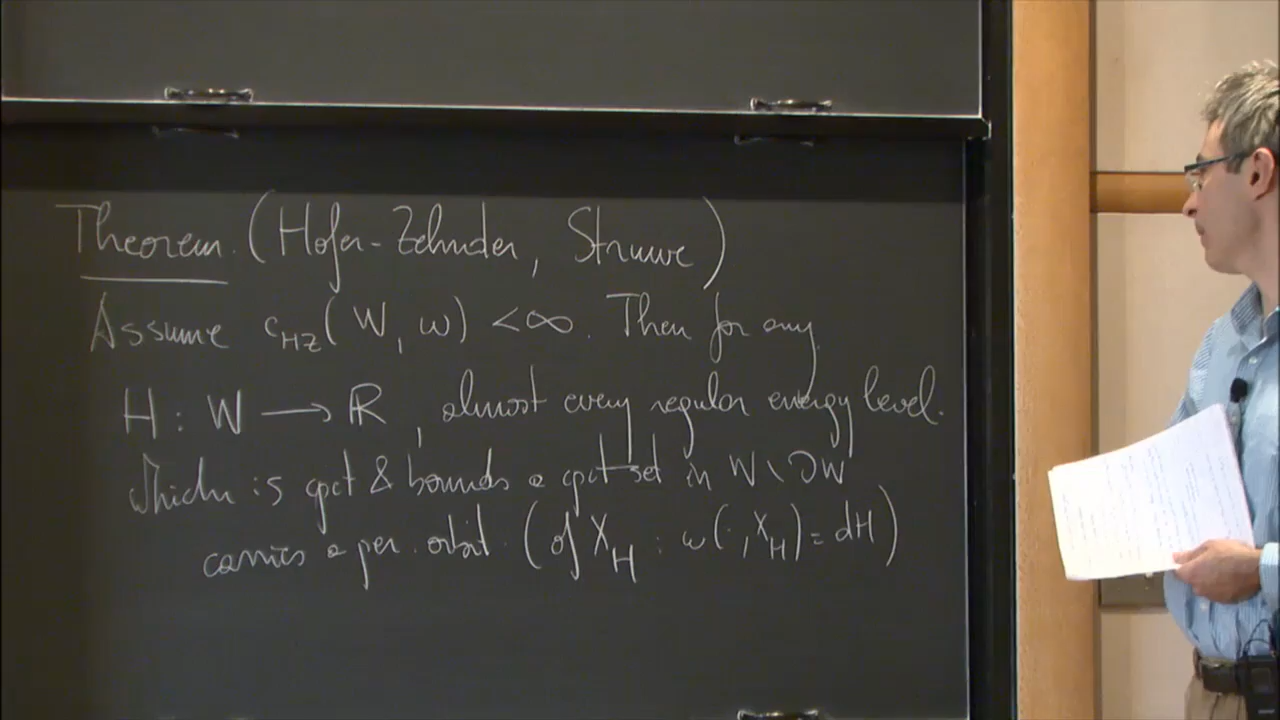 Theorem. (Hofer-Zehnder, Struwe)
Assume c_HZ(W, ω) < ∞. Then for any
H : W → ℝ, almost every regular energy level.
Which is cpct & bounds a cpct set in W \ ∂W
carries a per. orbit. (of X_H : ω(·, X_H) = dH)